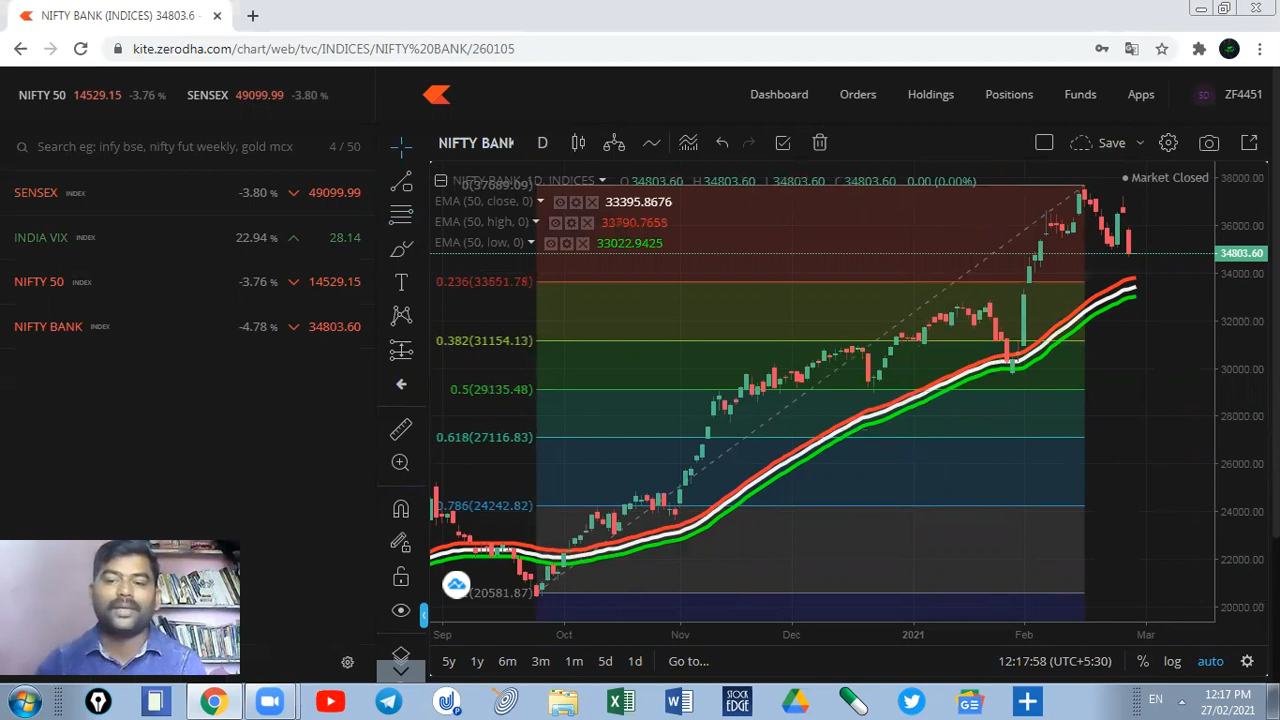 NIFTY BANK (INDICES) 34803.6 -
kite.zerodha.com/chart/web/tvc/INDICES/NIFTY%20BANK/260105
NIFTY 50 14529.15 -3.76 % SENSEX 49099.99 -3.80 %
Dashboard Orders Holdings Positions Funds Apps SD ZF4451
Search eg: infy bse, nifty fut weekly, gold mcx 4 / 50
NIFTY BANK D Save
SENSEX INDEX -3.80 % 49099.99
INDIA VIX INDEX 22.94 % 28.14
NIFTY 50 INDEX -3.76 % 14529.15
NIFTY BANK INDEX -4.78 % 34803.60
NIFTY BANK, 1D, INDICES O 34803.60 H 34803.60 L 34803.60 C 34803.60 0.00 (0.00%)
Market Closed
0(37689.09)
EMA (50, close, 0) 33395.8676
EMA (50, high, 0) 33790.7655
EMA (50, low, 0) 33022.9425
0.236(33651.78)
0.382(31154.13)
0.5(29135.48)
0.618(27116.83)
0.786(24242.82)
(20581.87)
38000.00
36000.00
34803.60
34000.00
32000.00
30000.00
28000.00
26000.00
24000.00
22000.00
20000.00
Sep Oct Nov Dec 2021 Feb Mar
5y 1y 6m 3m 1m 5d 1d Go to... 12:17:58 (UTC+5:30) % log auto
STOCK
EDGE
EN
12:17 PM
27/02/2021